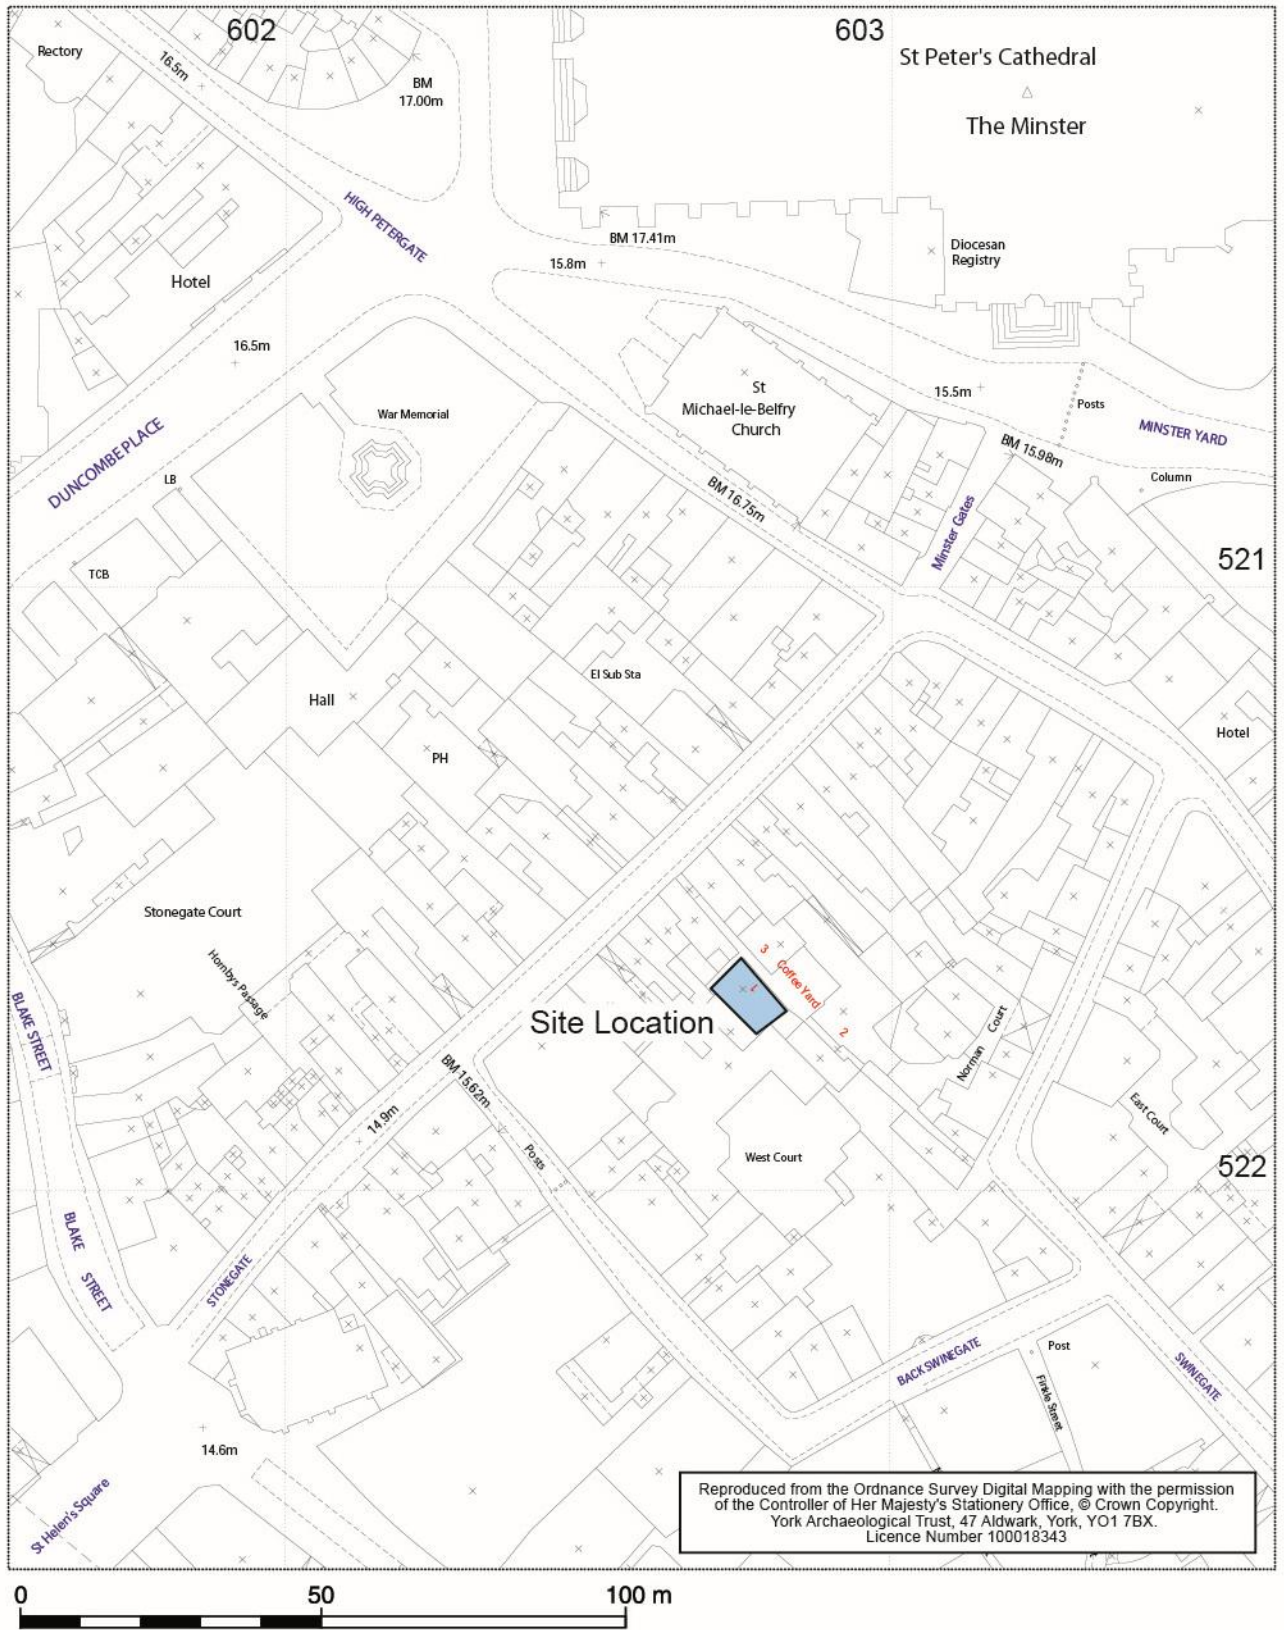 602
603
Rectory
16.5m
BM
17.00m
St Peter's Cathedral
The Minster
HIGH PETERGATE
BM 17.41m
15.8m
Diocesan
Registry
Hotel
16.5m
St
Michael-le-Belfry
Church
15.5m
Posts
MINSTER YARD
War Memorial
DUNCOMBE PLACE
LB
BM 15.98m
Column
BM 16.75m
Minster Gates
521
TCB
El Sub Sta
Hall
Hotel
PH
Stonegate Court
Hornbys Passage
3
Coffee Yard
1
2
Site Location
BLAKE STREET
Norman Court
BM 15.62m
14.9m
East Court
Posts
West Court
522
BLAKE
STREET
STONEGATE
BACK SWINEGATE
Post
SWINEGATE
Finkle Street
14.6m
St Helen's Square
Reproduced from the Ordnance Survey Digital Mapping with the permission
of the Controller of Her Majesty's Stationery Office, © Crown Copyright.
York Archaeological Trust, 47 Aldwark, York, YO1 7BX.
Licence Number 100018343
0
50
100 m